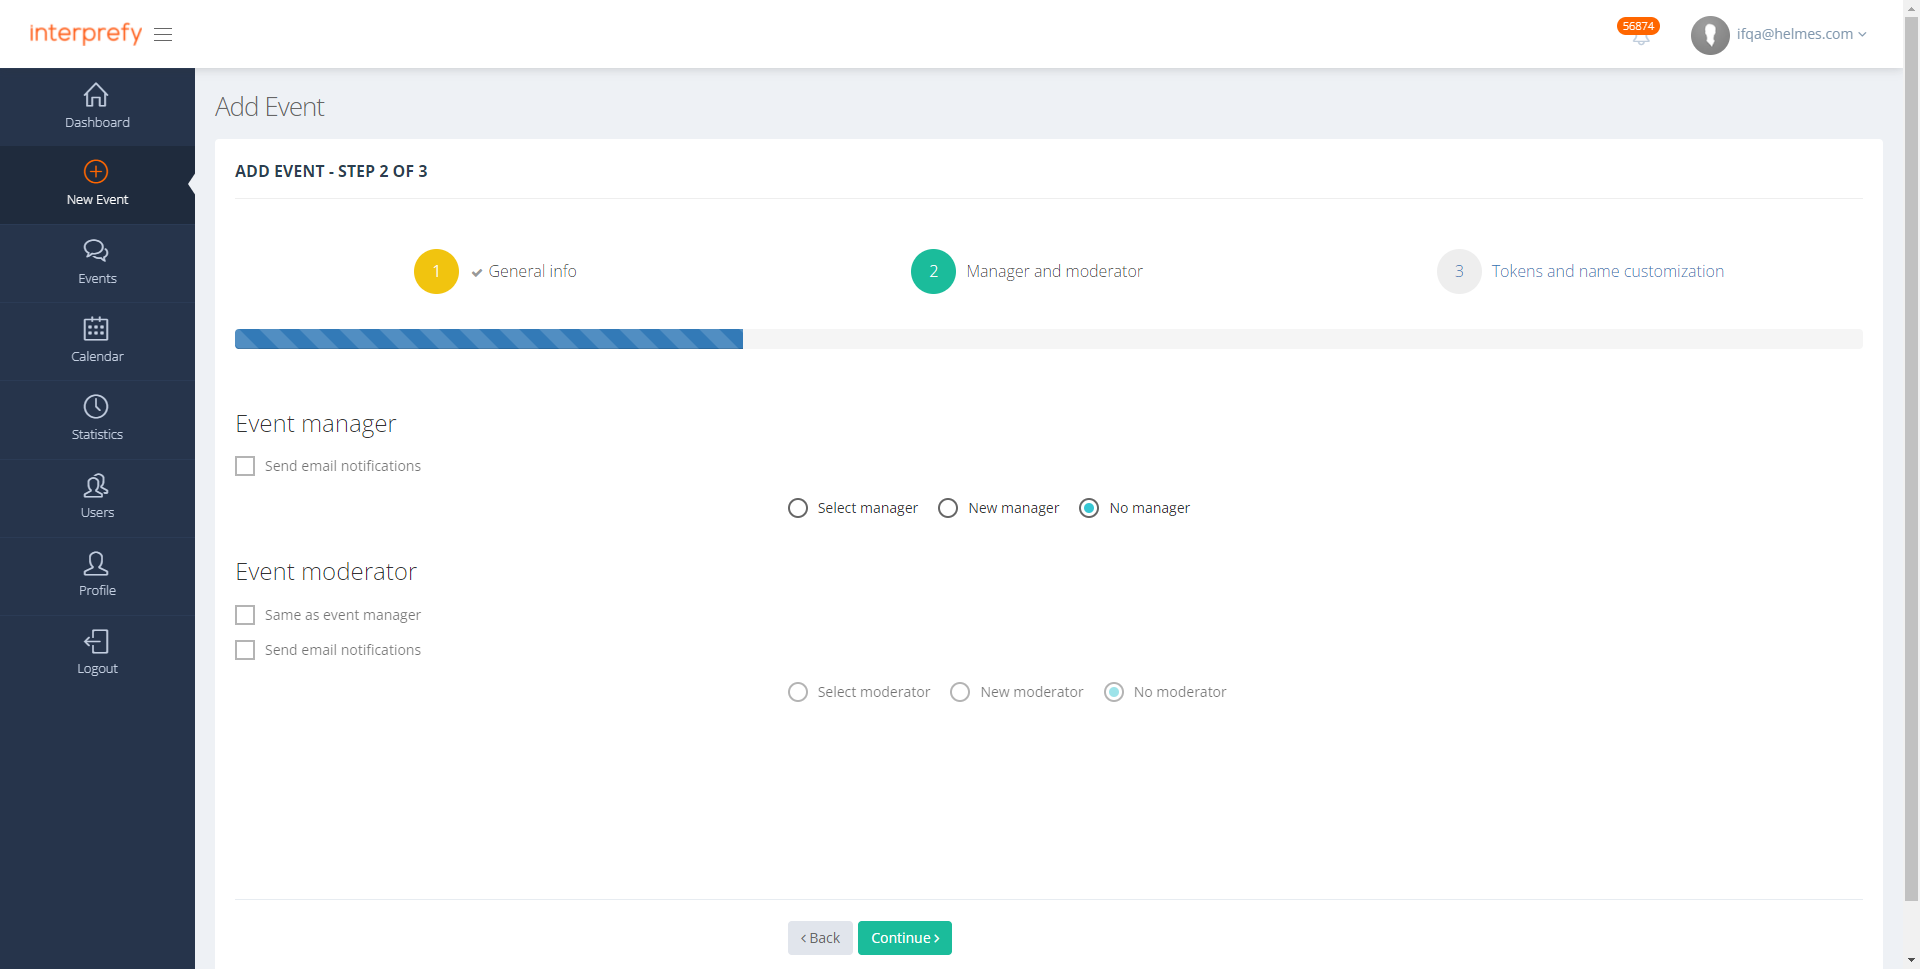 interprefy
56874
ifqa@helmes.com
Dashboard
New Event
Events
Calendar
Statistics
Users
Profile
Logout
Add Event
ADD EVENT - STEP 2 OF 3
1 General info
2 Manager and moderator
3 Tokens and name customization
Event manager
Send email notifications
Select manager New manager No manager
Event moderator
Same as event manager
Send email notifications
Select moderator New moderator No moderator
Back Continue